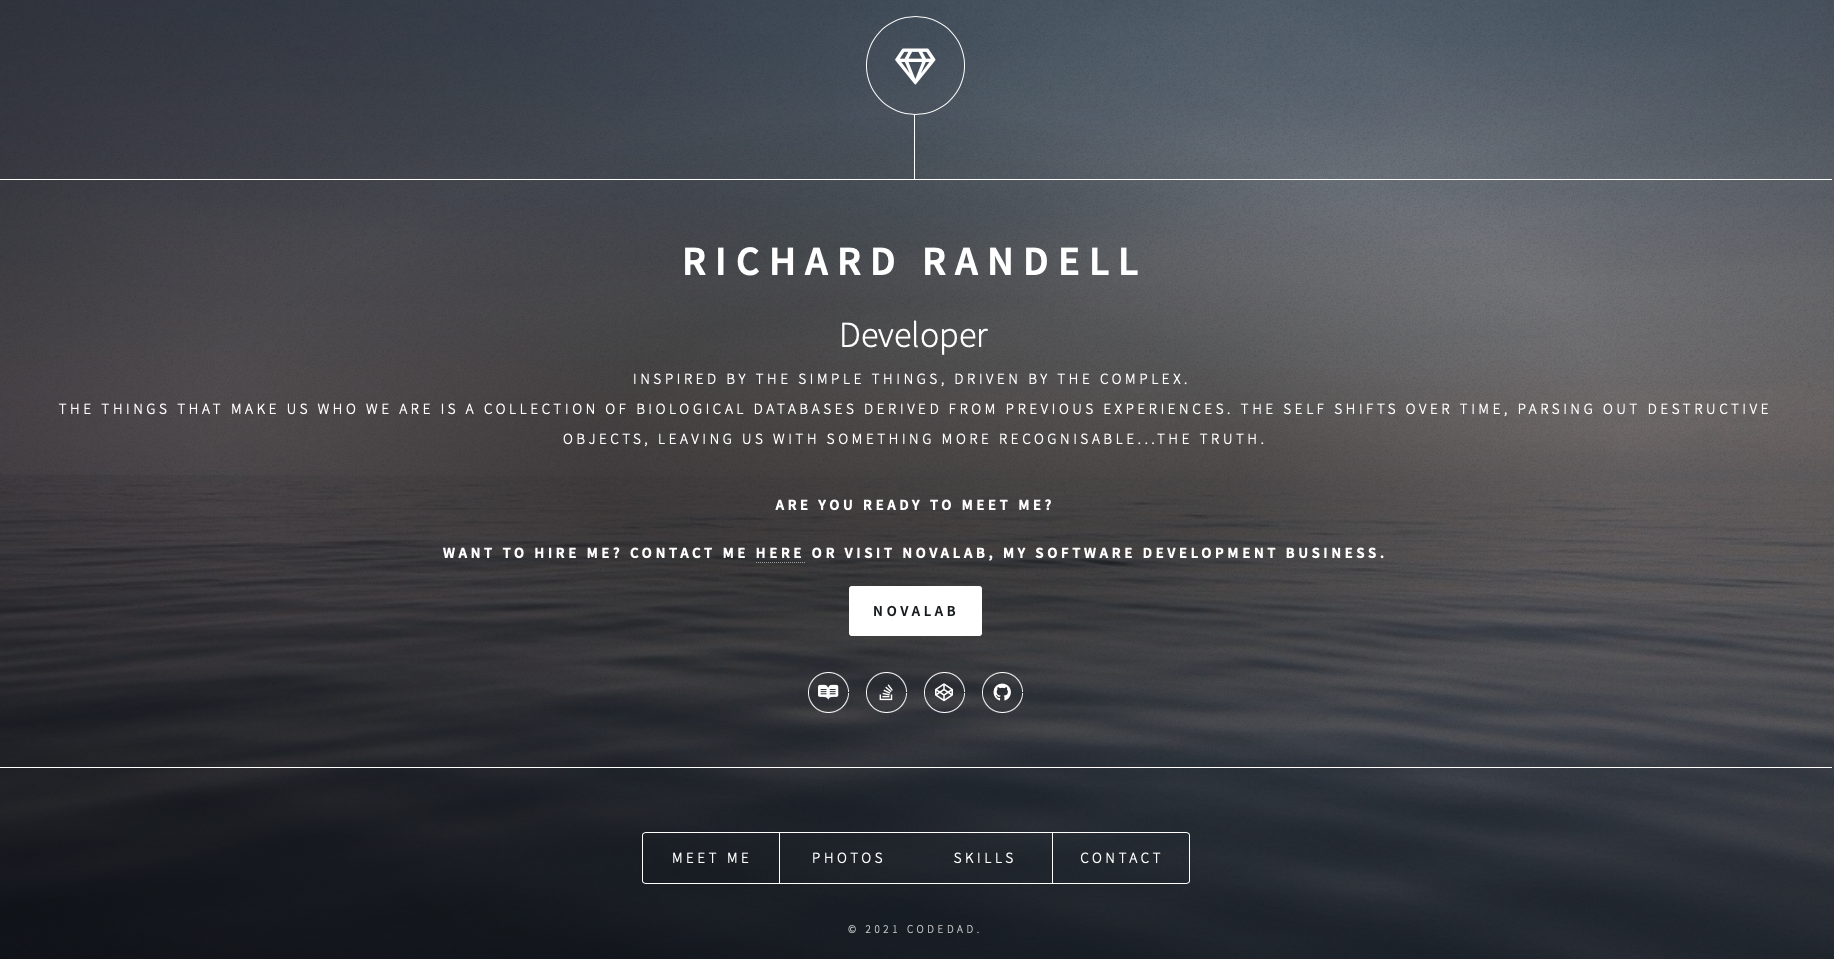 RICHARD RANDELL
Developer
INSPIRED BY THE SIMPLE THINGS, DRIVEN BY THE COMPLEX.
THE THINGS THAT MAKE US WHO WE ARE IS A COLLECTION OF BIOLOGICAL DATABASES DERIVED FROM PREVIOUS EXPERIENCES. THE SELF SHIFTS OVER TIME, PARSING OUT DESTRUCTIVE
OBJECTS, LEAVING US WITH SOMETHING MORE RECOGNISABLE...THE TRUTH.
ARE YOU READY TO MEET ME?
WANT TO HIRE ME? CONTACT ME HERE OR VISIT NOVALAB, MY SOFTWARE DEVELOPMENT BUSINESS.
NOVALAB
MEET ME PHOTOS SKILLS CONTACT
© 2021 CODEDAD.